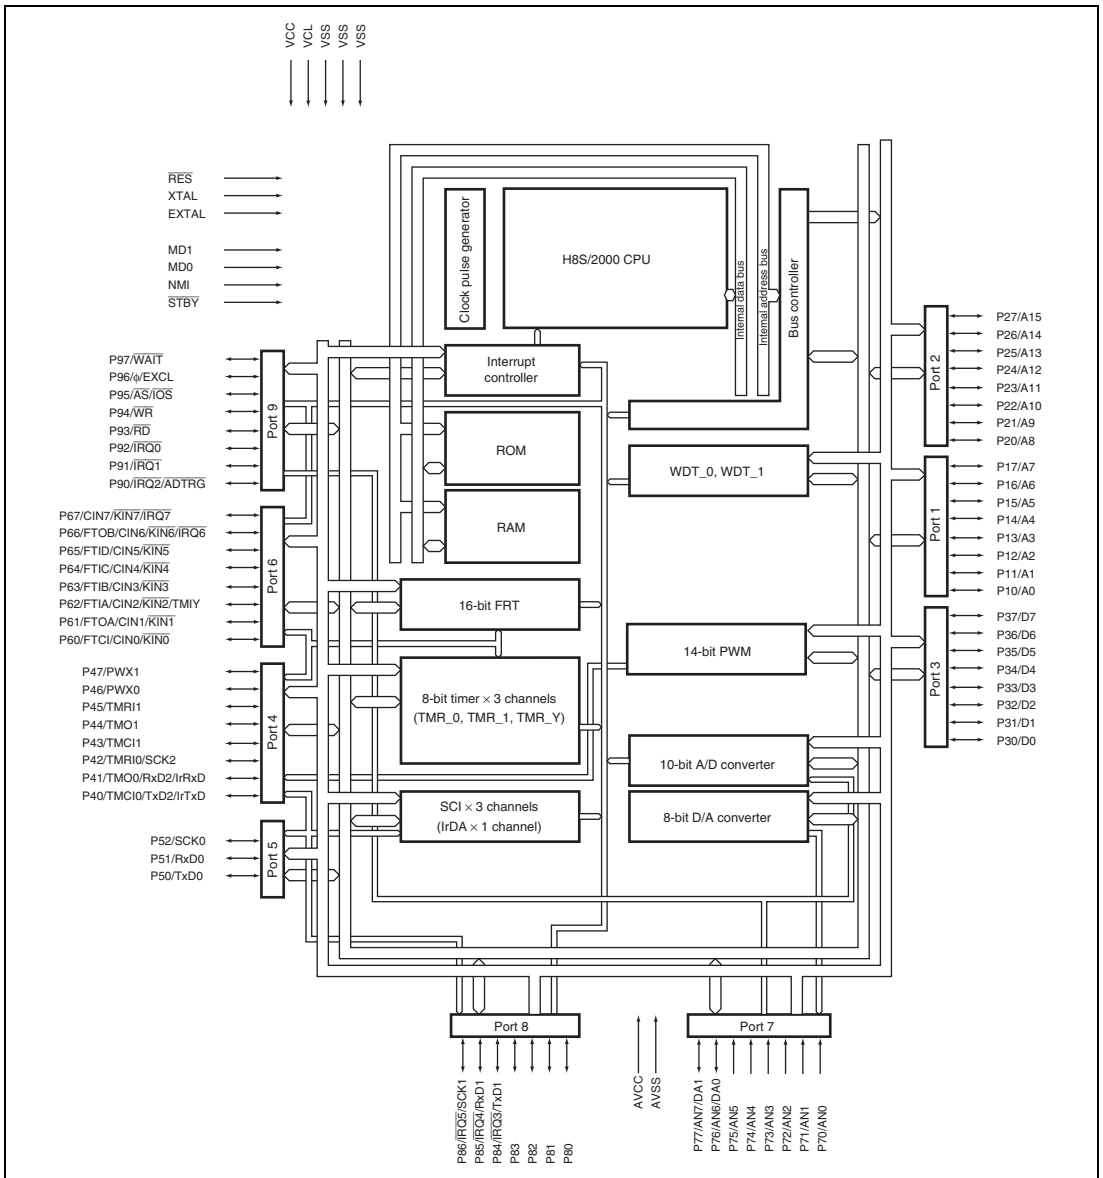 VCC
VCL
VSS
VSS
VSS
RES
XTAL
EXTAL
MD1
MD0
NMI
STBY
Clock pulse generator
H8S/2000 CPU
Internal data bus
Internal address bus
Bus controller
Interrupt
controller
ROM
RAM
WDT_0, WDT_1
16-bit FRT
14-bit PWM
8-bit timer × 3 channels
(TMR_0, TMR_1, TMR_Y)
10-bit A/D converter
SCI × 3 channels
(IrDA × 1 channel)
8-bit D/A converter
P97/WAIT
P96/ϕ/EXCL
P95/AS/IOS
P94/WR
P93/RD
P92/IRQ0
P91/IRQ1
P90/IRQ2/ADTRG
Port 9
P67/CIN7/KIN7/IRQ7
P66/FTOB/CIN6/KIN6/IRQ6
P65/FTID/CIN5/KIN5
P64/FTIC/CIN4/KIN4
P63/FTIB/CIN3/KIN3
P62/FTIA/CIN2/KIN2/TMIY
P61/FTOA/CIN1/KIN1
P60/FTCI/CIN0/KIN0
Port 6
P47/PWX1
P46/PWX0
P45/TMRI1
P44/TMO1
P43/TMCI1
P42/TMRI0/SCK2
P41/TMO0/RxD2/IrRxD
P40/TMCI0/TxD2/IrTxD
Port 4
P52/SCK0
P51/RxD0
P50/TxD0
Port 5
Port 2
P27/A15
P26/A14
P25/A13
P24/A12
P23/A11
P22/A10
P21/A9
P20/A8
Port 1
P17/A7
P16/A6
P15/A5
P14/A4
P13/A3
P12/A2
P11/A1
P10/A0
Port 3
P37/D7
P36/D6
P35/D5
P34/D4
P33/D3
P32/D2
P31/D1
P30/D0
Port 8
P86/IRQ5/SCK1
P85/IRQ4/RxD1
P84/IRQ3/TxD1
P83
P82
P81
P80
AVCC
AVSS
Port 7
P77/AN7/DA1
P76/AN6/DA0
P75/AN5
P74/AN4
P73/AN3
P72/AN2
P71/AN1
P70/AN0